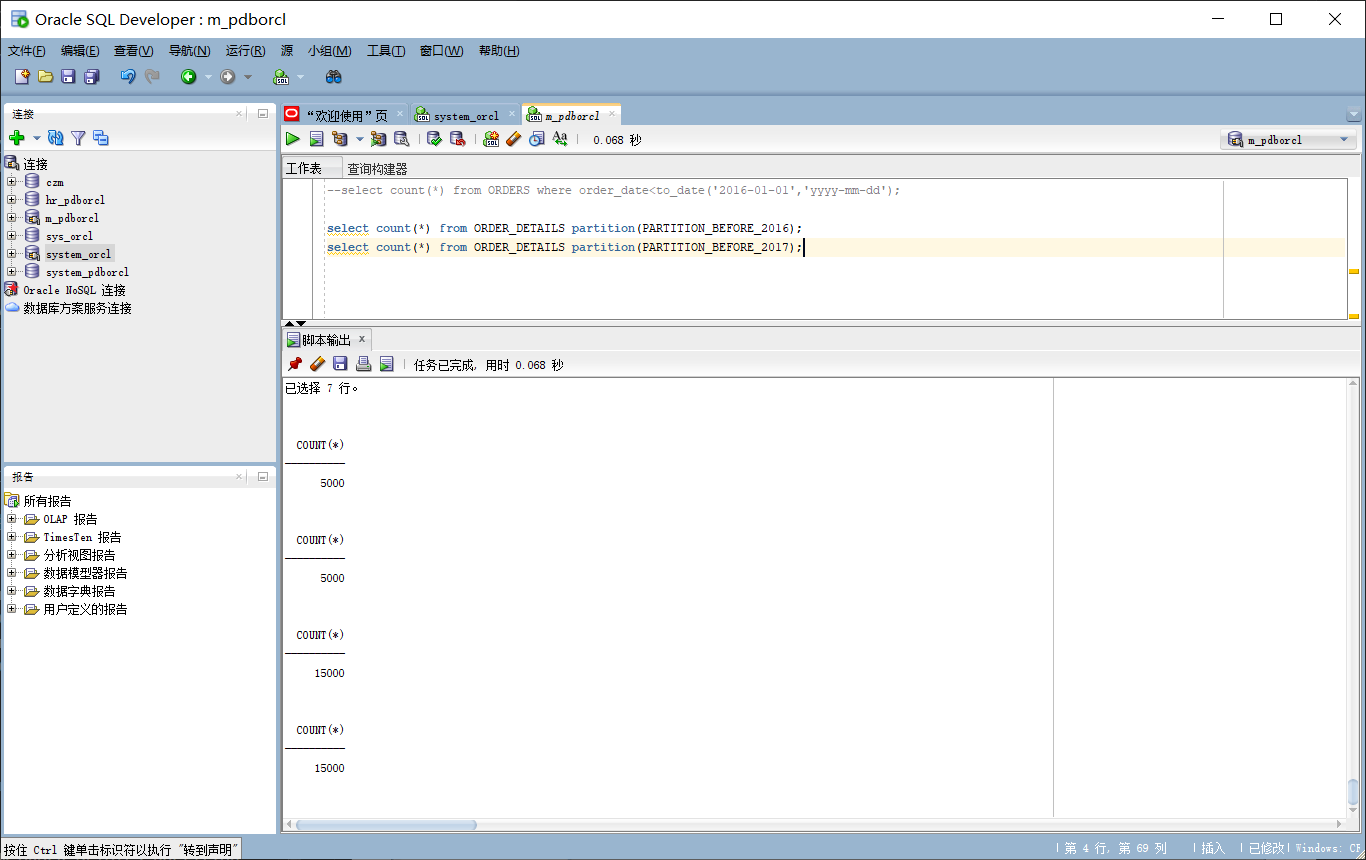 Oracle SQL Developer : m_pdborcl
文件(F) 编辑(E) 查看(V) 导航(N) 运行(R) 源 小组(M) 工具(T) 窗口(W) 帮助(H)
连接
连接
czm
hr_pdborcl
m_pdborcl
sys_orcl
system_orcl
system_pdborcl
Oracle NoSQL 连接
数据库方案服务连接
报告
所有报告
OLAP 报告
TimesTen 报告
分析视图报告
数据模型器报告
数据字典报告
用户定义的报告
“欢迎使用”页 system_orcl m_pdborcl
0.068 秒 m_pdborcl
工作表 查询构建器
--select count(*) from ORDERS where order_date<to_date('2016-01-01','yyyy-mm-dd');
select count(*) from ORDER_DETAILS partition(PARTITION_BEFORE_2016);
select count(*) from ORDER_DETAILS partition(PARTITION_BEFORE_2017);
脚本输出 x
任务已完成, 用时 0.068 秒
已选择 7 行。
COUNT(*)
5000
COUNT(*)
5000
COUNT(*)
15000
COUNT(*)
15000
按住 Ctrl 键单击标识符以执行 "转到声明" 第 4 行, 第 69 列 插入 已修改 Windows: CR